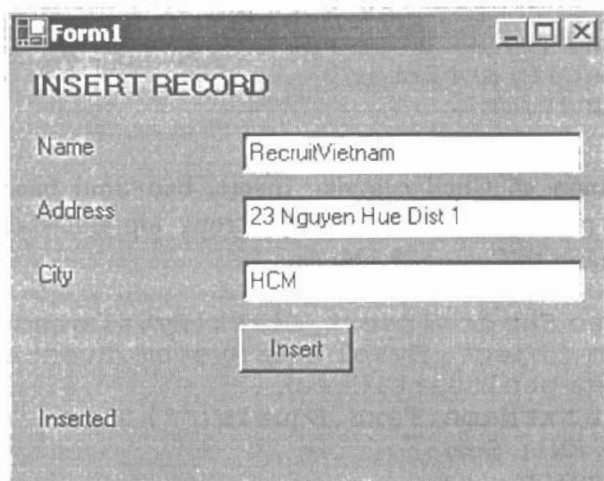 Form1
INSERT RECORD
Name RecruitVietnam
Address 23 Nguyen Hue Dist 1
City HCM
Insert
Inserted